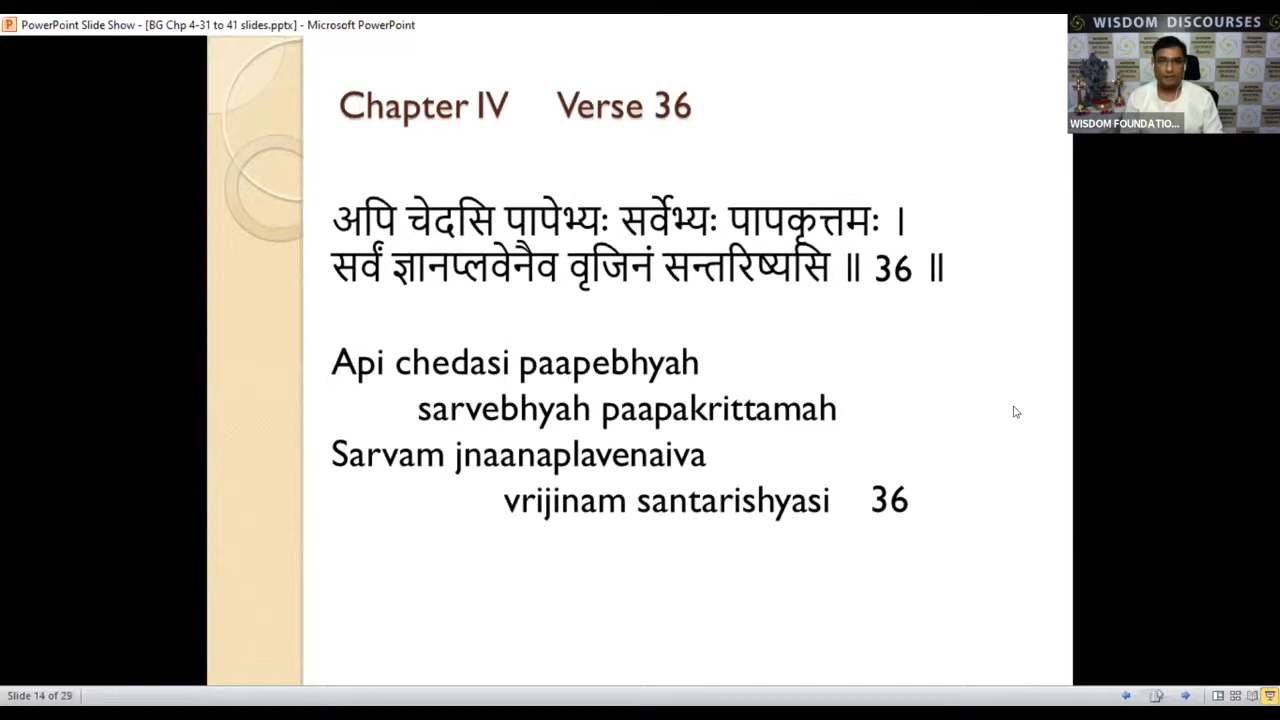 PowerPoint Slide Show - [BG Chp 4-31 to 41 slides.pptx] - Microsoft PowerPoint
WISDOM DISCOURSES
WISDOM FOUNDATIO...
Chapter IV Verse 36
अपि चेदसि पापेभ्यः सर्वेभ्यः पापकृत्तमः ।
सर्वं ज्ञानप्लवेनैव वृजिनं सन्तरिष्यसि ॥ 36 ॥
Api chedasi paapebhyah
sarvebhyah paapakrittamah
Sarvam jnaanaplavenaiva
vrijinam santarishyasi 36
Slide 14 of 29